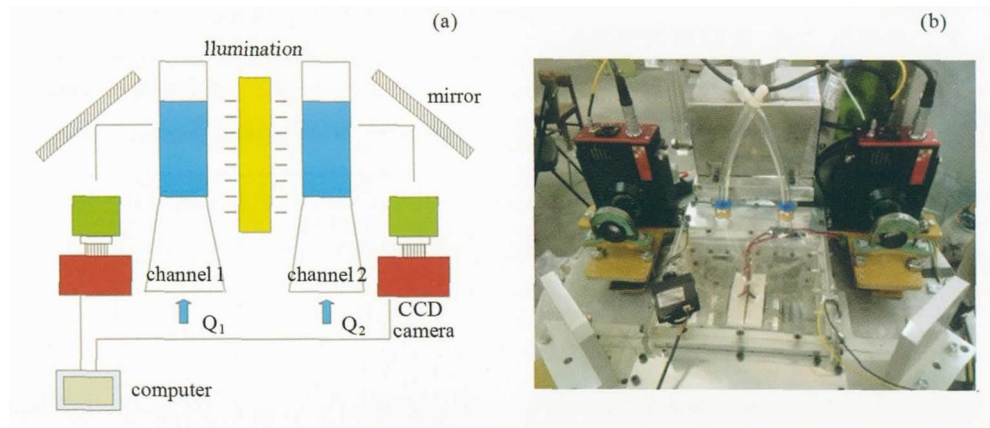 (a)
(b)
llumination
mirror
channel 1
channel 2
CCD
camera
Q1
Q2
computer